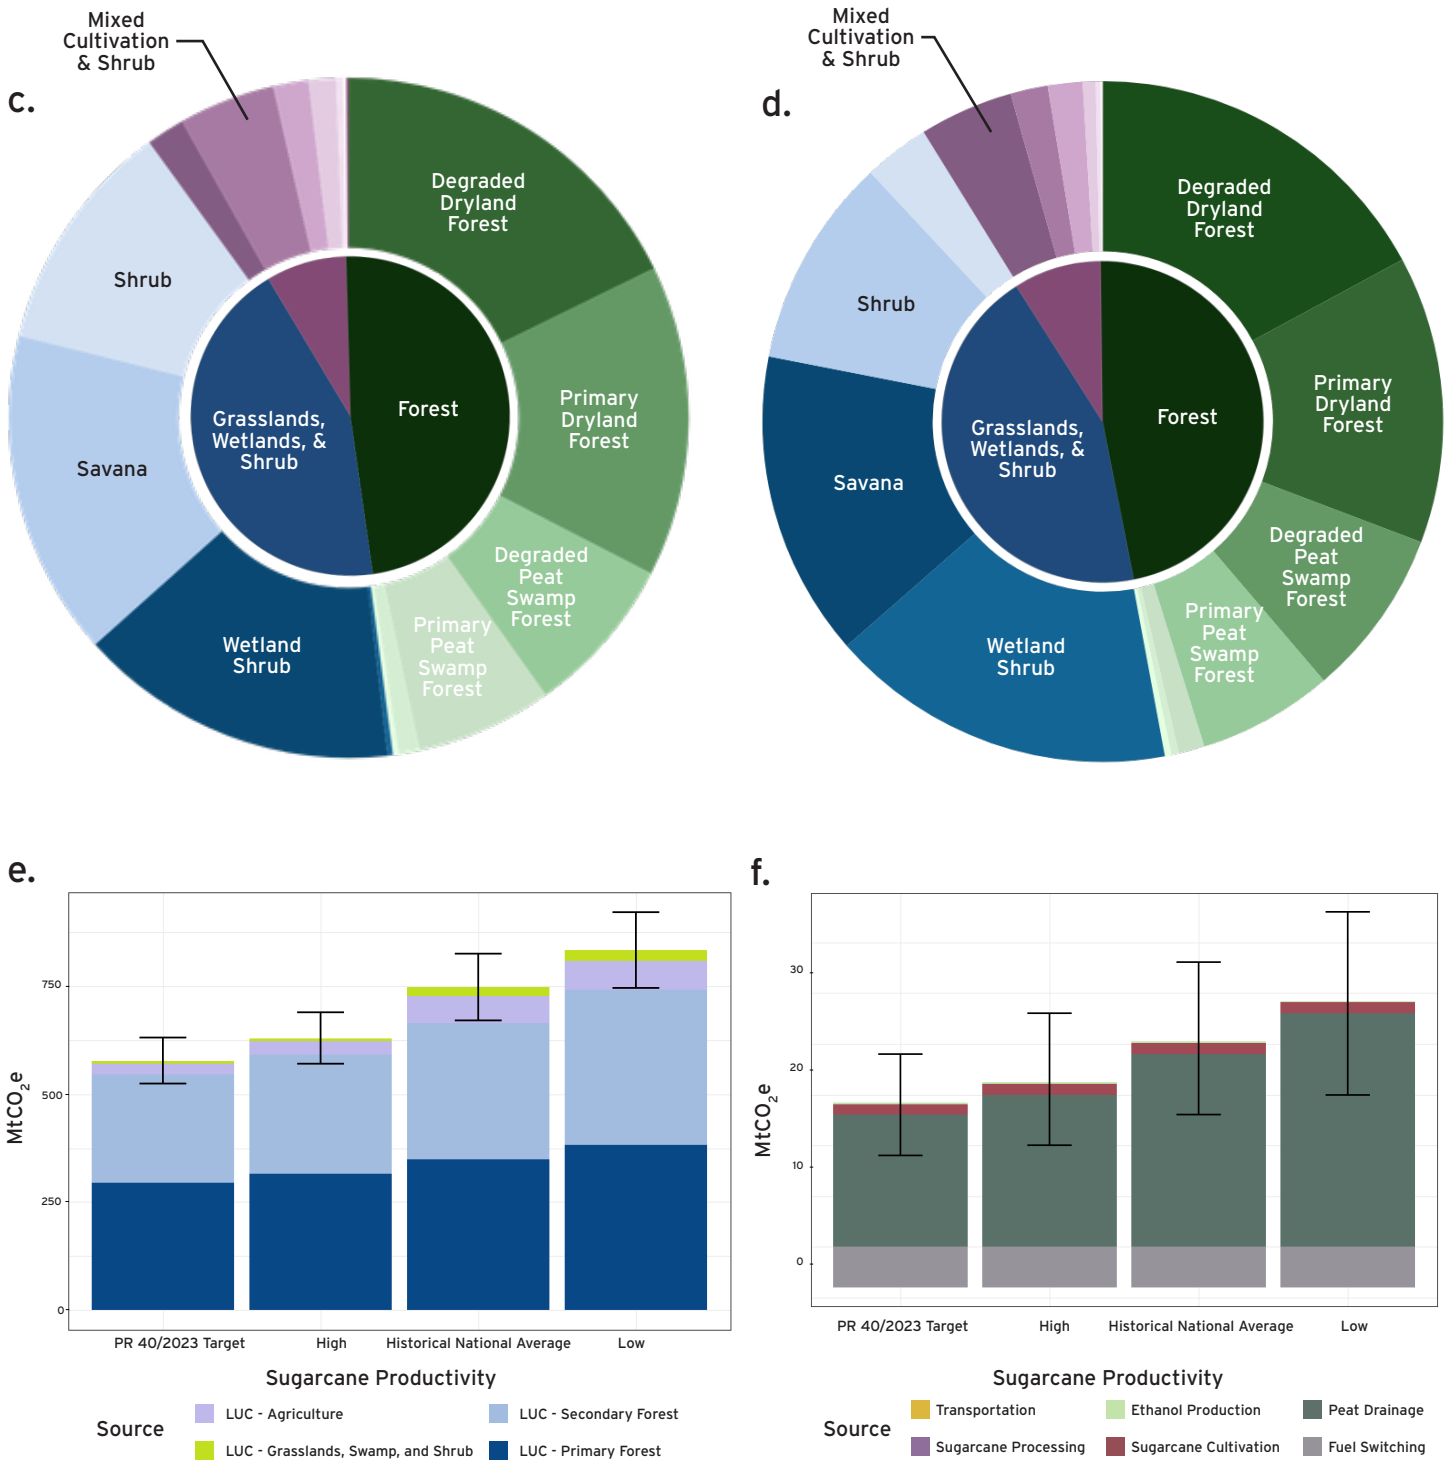 c.
Mixed
Cultivation
& Shrub
Degraded
Dryland
Forest
Primary
Dryland
Forest
Degraded
Peat
Swamp
Forest
Primary
Peat
Swamp
Forest
Wetland
Shrub
Savana
Shrub
Grasslands,
Wetlands, &
Shrub
Forest
d.
Mixed
Cultivation
& Shrub
Degraded
Dryland
Forest
Primary
Dryland
Forest
Degraded
Peat
Swamp
Forest
Primary
Peat
Swamp
Forest
Wetland
Shrub
Savana
Shrub
Grasslands,
Wetlands, &
Shrub
Forest
e.
MtCO₂e
750
500
250
0
PR 40/2023 Target High Historical National Average Low
Sugarcane Productivity
Source
LUC - Agriculture LUC - Secondary Forest
LUC - Grasslands, Swamp, and Shrub LUC - Primary Forest
f.
MtCO₂e
30
20
10
0
PR 40/2023 Target High Historical National Average Low
Sugarcane Productivity
Source
Transportation Ethanol Production Peat Drainage
Sugarcane Processing Sugarcane Cultivation Fuel Switching